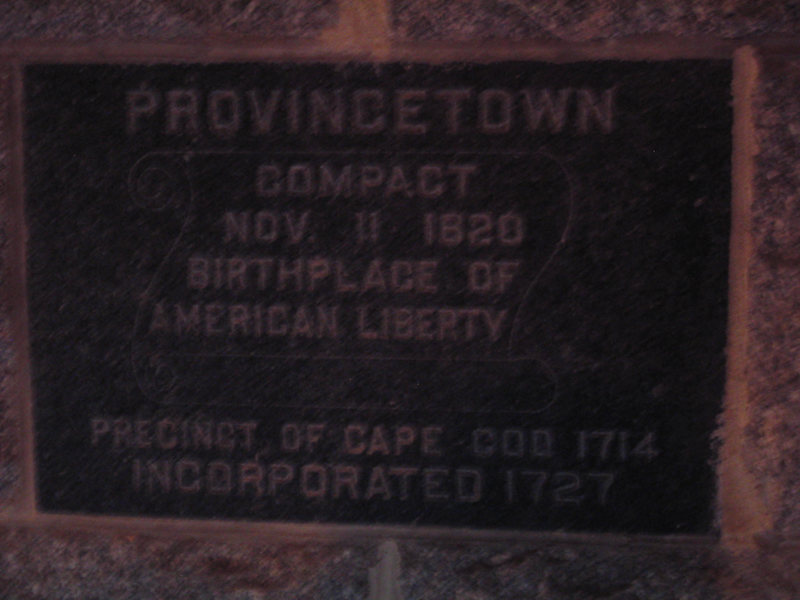 PROVINCETOWN
COMPACT
NOV. 11 1620
BIRTHPLACE OF
AMERICAN LIBERTY
PRECINCT OF CAPE COD 1714
INCORPORATED 1727